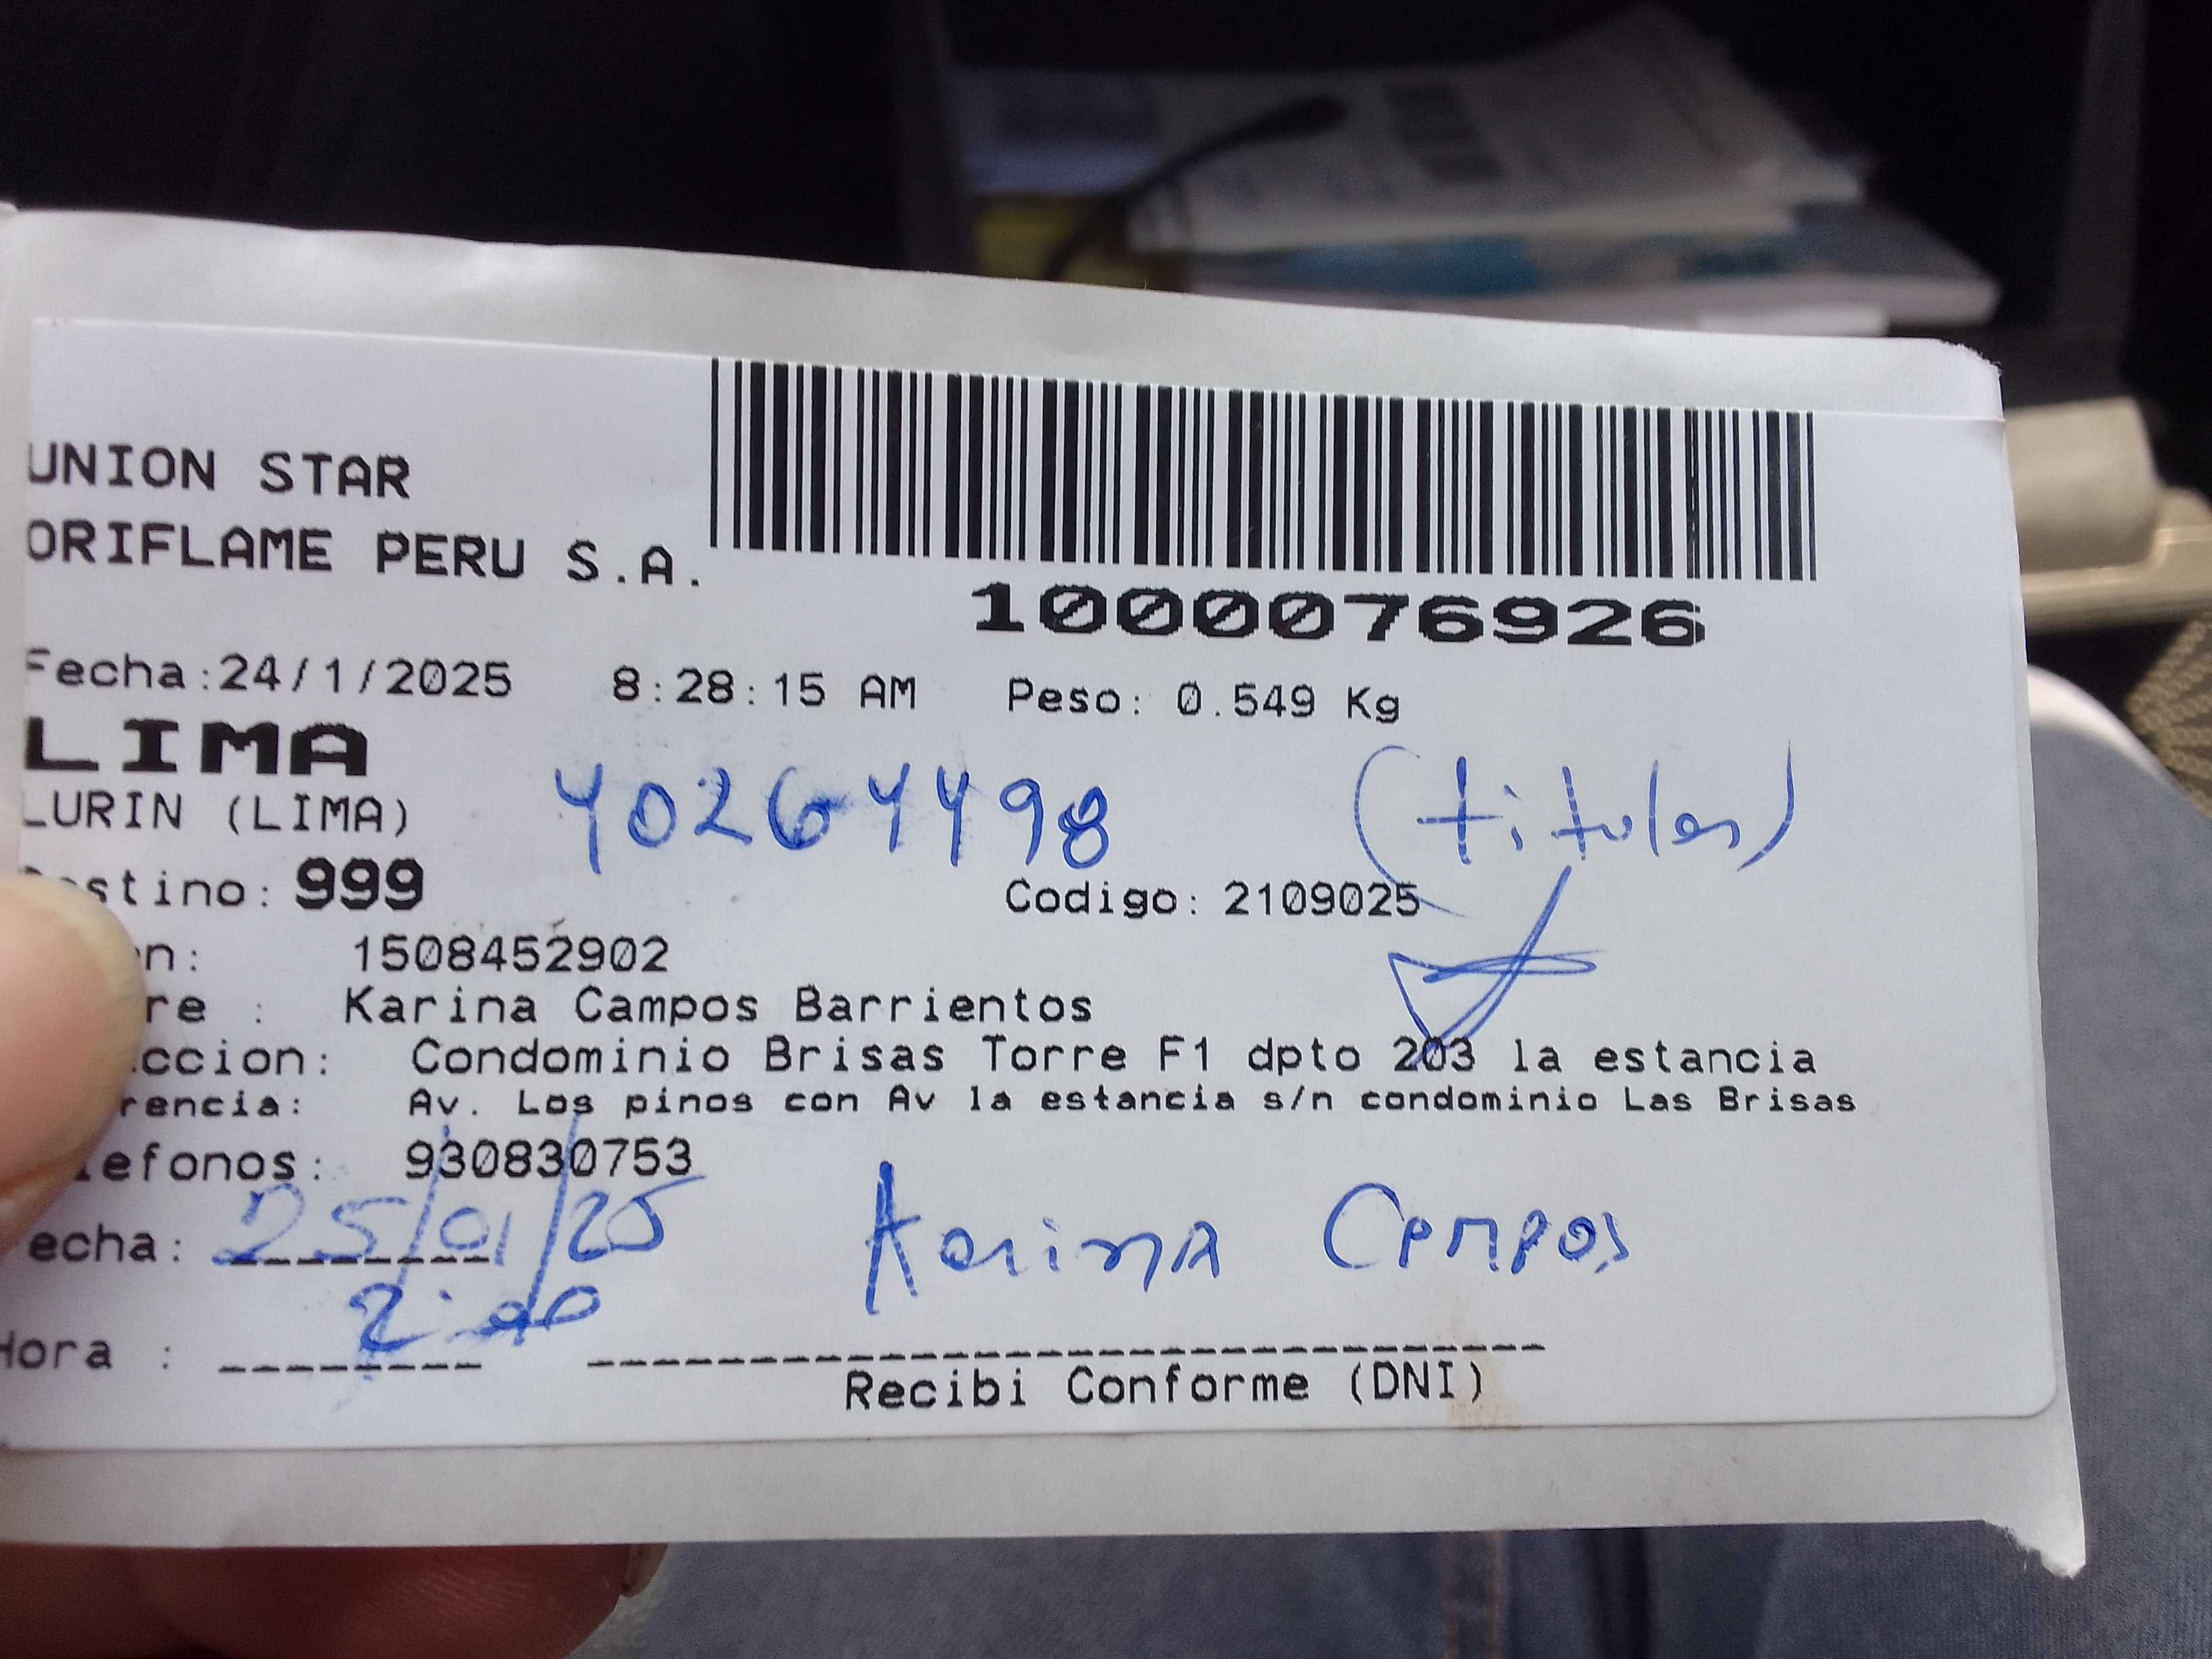 UNION STAR
ORIFLAME PERU S.A.
1000076926
Fecha:24/1/2025 8:28:15 AM Peso: 0.549 Kg
LIMA
LURIN (LIMA) 40264498 (titular)
stino: 999 Codigo: 2109025
n: 1508452902
re : Karina Campos Barrientos
ccion: Condominio Brisas Torre F1 dpto 203 la estancia
rencia: Av. Los pinos con Av la estancia s/n condominio Las Brisas
efonos: 930830753
echa: 25/01/25 Karina Campos
Hora :
Recibi Conforme (DNI)